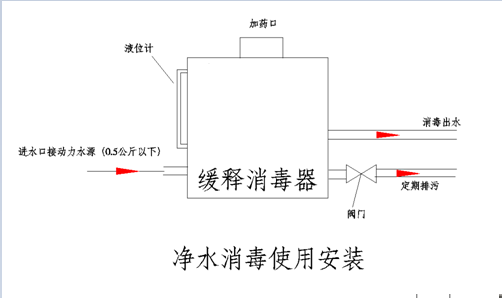 加药口
液位计
消毒出水
进水口接动力水源（0.5公斤以下）
缓释消毒器
定期排污
阀门
净水消毒使用安装